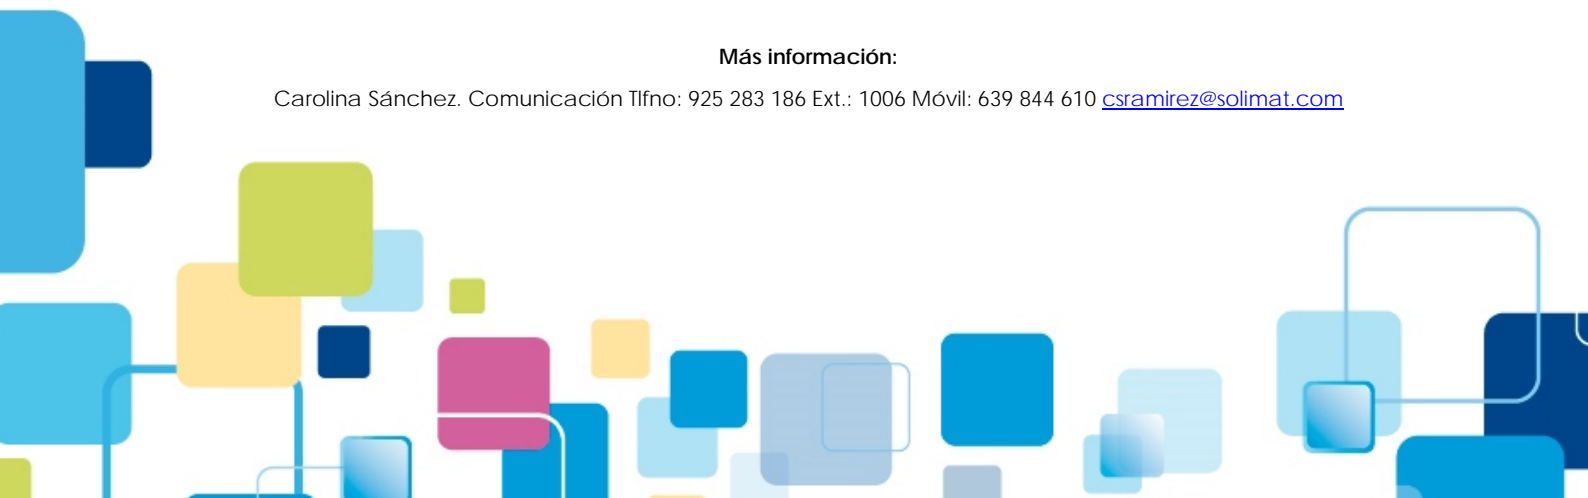 Más información:
Carolina Sánchez. Comunicación Tlfno: 925 283 186 Ext.: 1006 Móvil: 639 844 610 csramirez@solimat.com